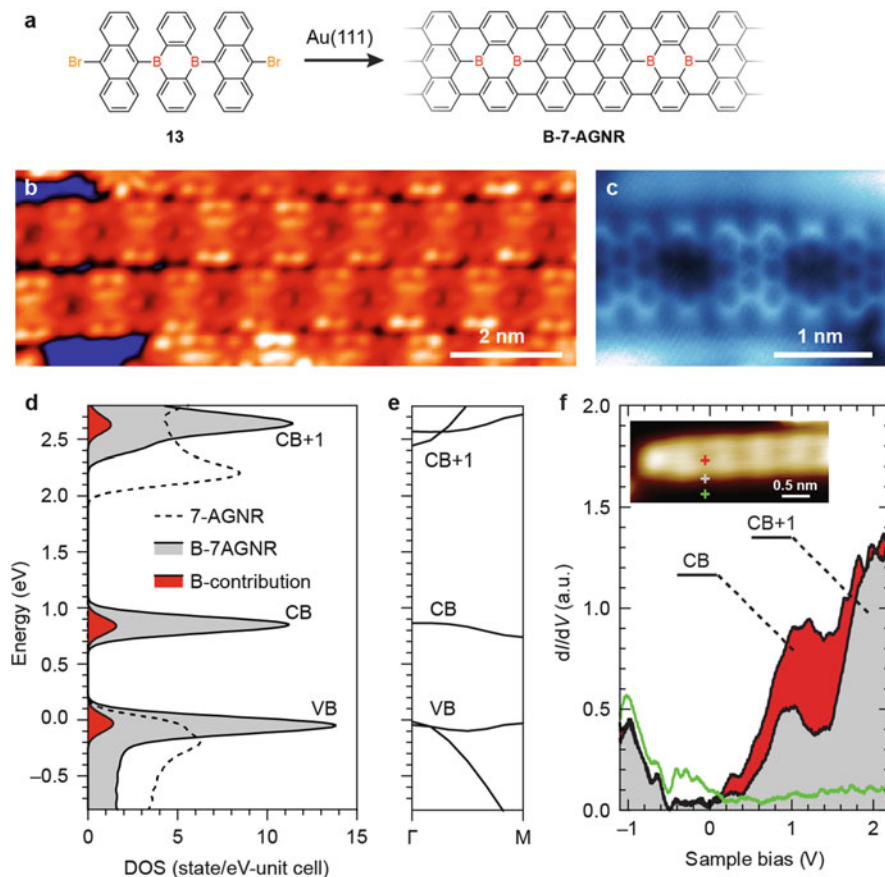 a
Au(111)
Br B B Br
B B B B
13 B-7-AGNR
b c
2 nm 1 nm
d e f
2.5
2.0
1.5
1.0
0.5
0.0
–0.5
Energy (eV)
CB+1
7-AGNR
B-7AGNR
B-contribution
CB
VB
0 5 10 15
DOS (state/eV-unit cell)
CB+1
CB
VB
Γ M
2.0
1.5
1.0
0.5
0.0
dI/dV (a.u.)
0.5 nm
CB+1
CB
–1 0 1 2
Sample bias (V)